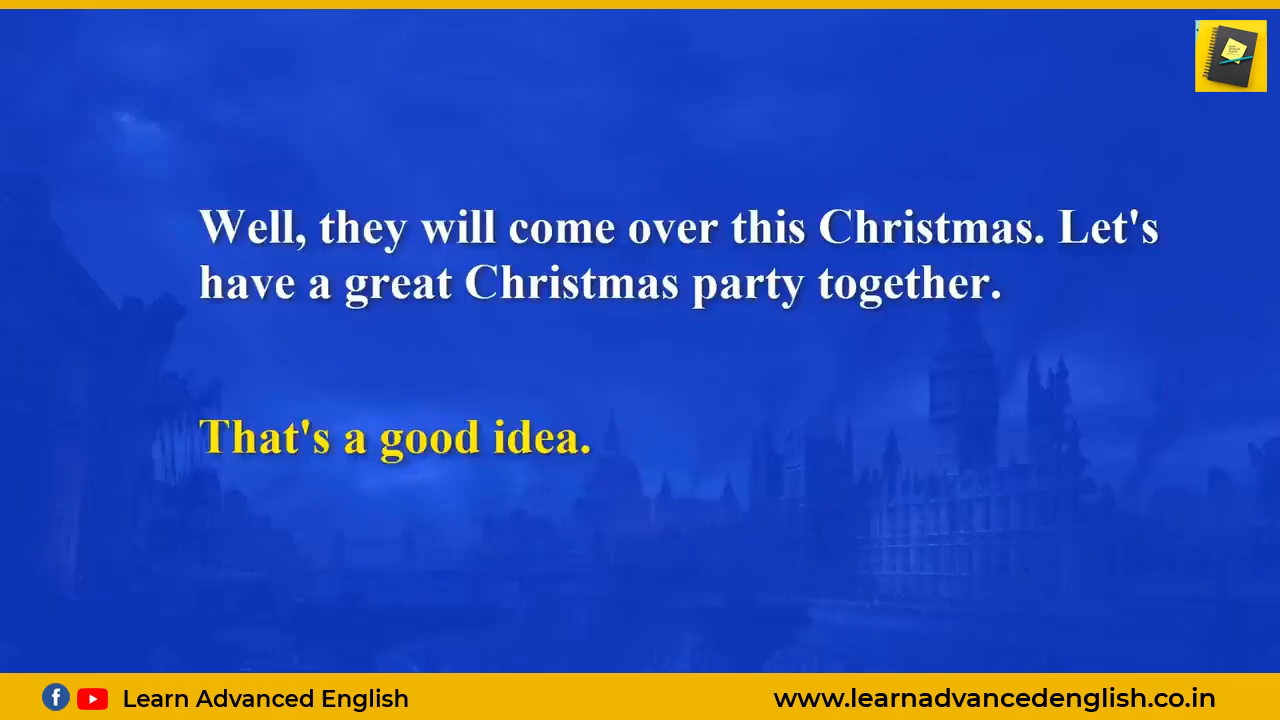 Well, they will come over this Christmas. Let's
have a great Christmas party together.
That's a good idea.
Learn Advanced English
www.learnadvancedenglish.co.in